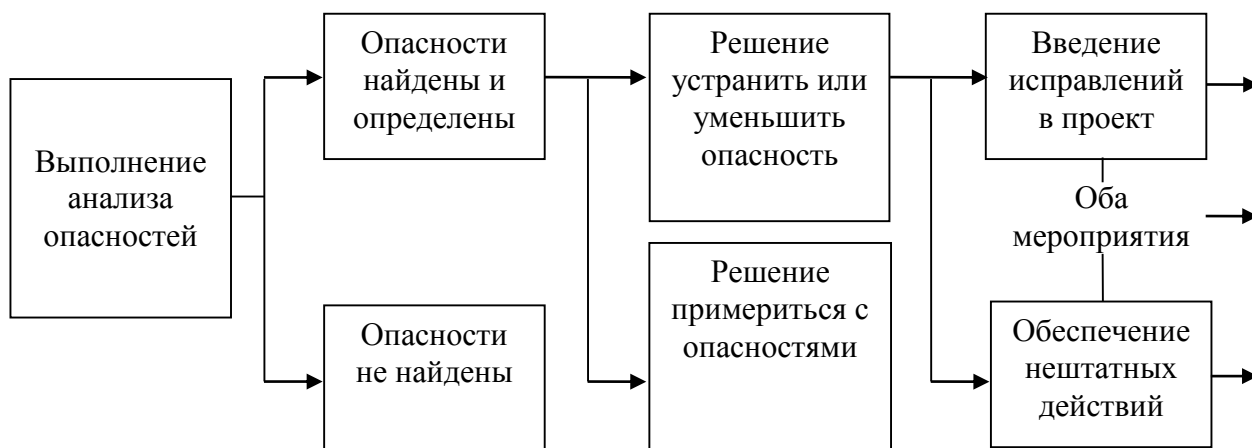 Выполнение
анализа
опасностей
Опасности
найдены и
определены
Опасности
не найдены
Решение
устранить или
уменьшить
опасность
Решение
примериться с
опасностями
Введение
исправлений
в проект
Оба
мероприятия
Обеспечение
нештатных
действий